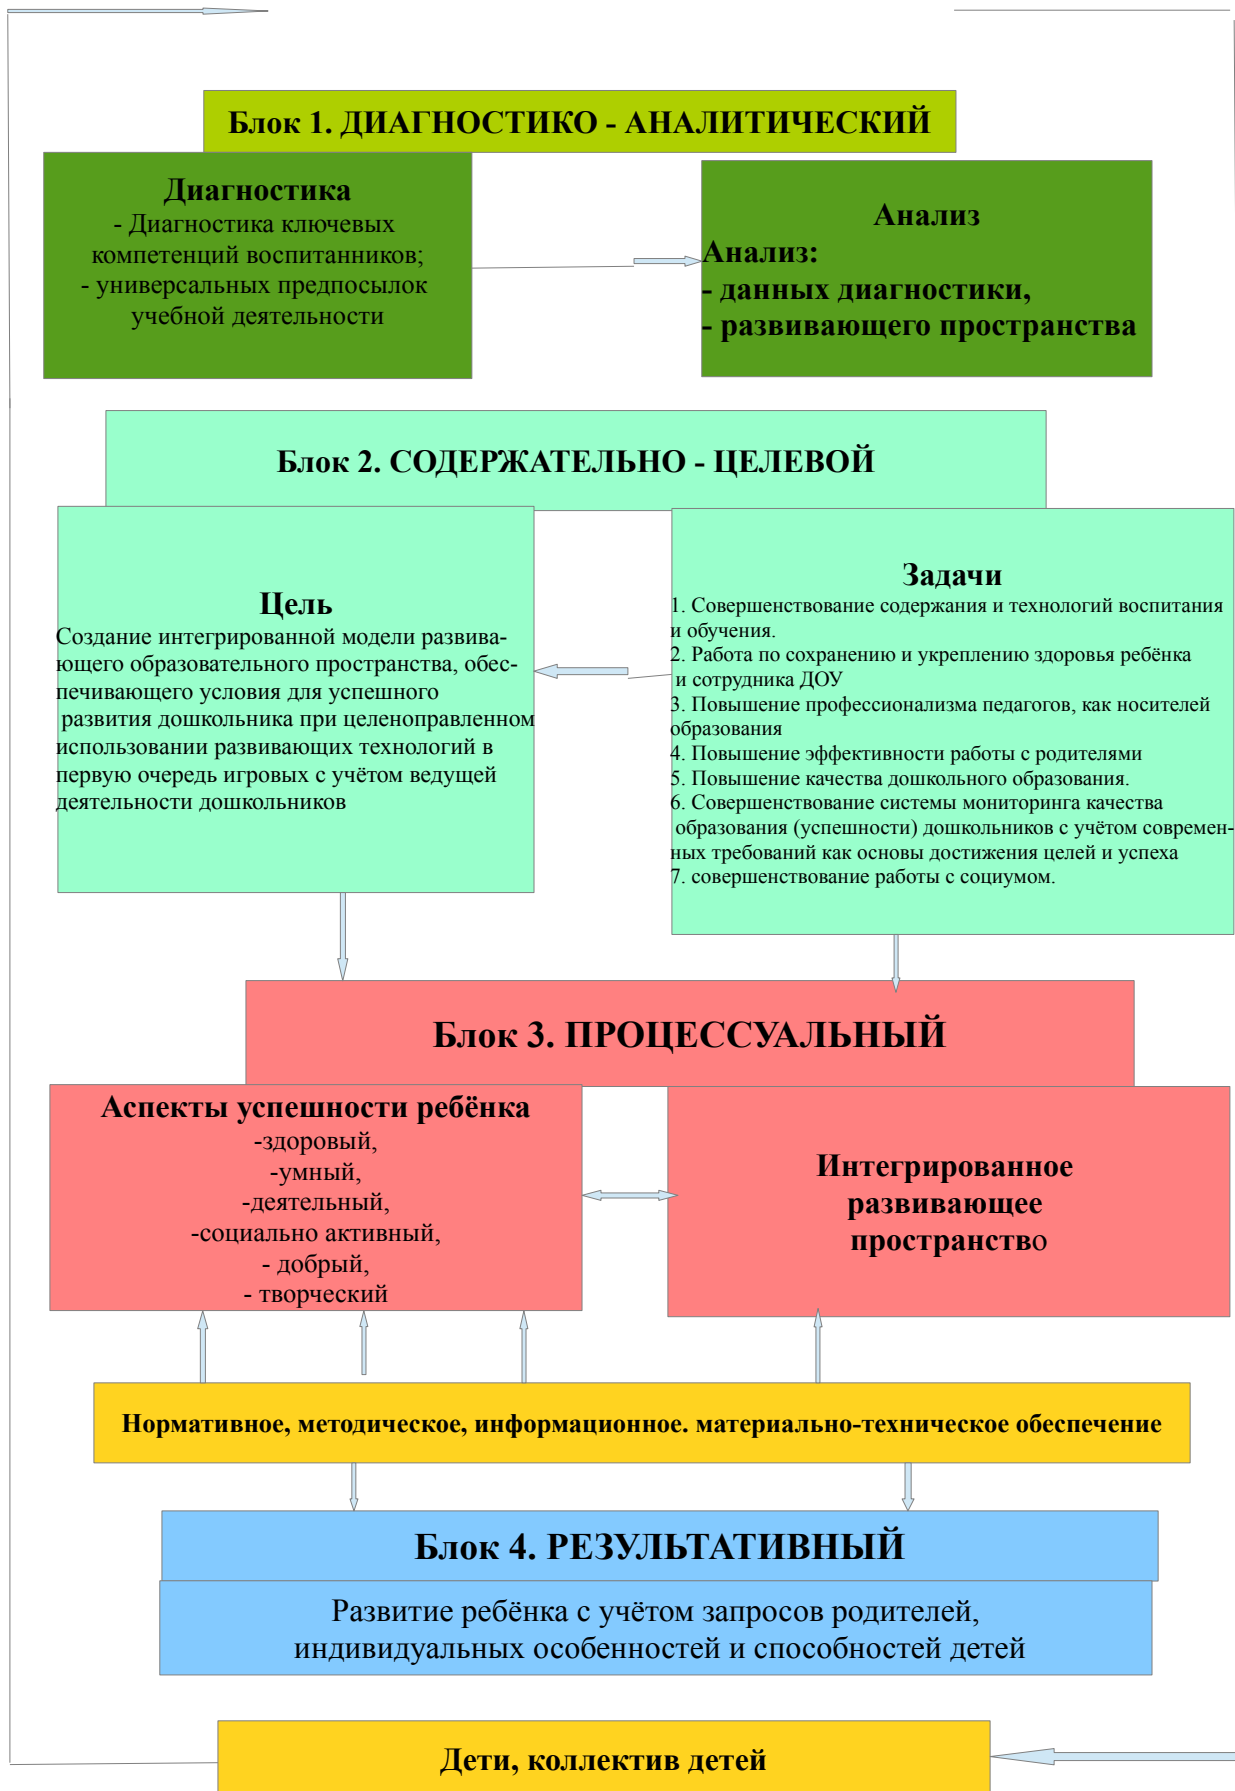 Блок 1. ДИАГНОСТИКО - АНАЛИТИЧЕСКИЙ
Диагностика
- Диагностика ключевых
компетенций воспитанников;
- универсальных предпосылок
учебной деятельности
Анализ
Анализ:
- данных диагностики,
- развивающего пространства
Блок 2. СОДЕРЖАТЕЛЬНО - ЦЕЛЕВОЙ
Цель
Создание интегрированной модели развива-
ющего образовательного пространства, обес-
печивающего условия для успешного
развития дошкольника при целеноправленном
использовании развивающих технологий в
первую очередь игровых с учётом ведущей
деятельности дошкольников
Задачи
1. Совершенствование содержания и технологий воспитания
и обучения.
2. Работа по сохранению и укреплению здоровья ребёнка
и сотрудника ДОУ
3. Повышение профессионализма педагогов, как носителей
образования
4. Повышение эффективности работы с родителями
5. Повышение качества дошкольного образования.
6. Совершенствование системы мониторинга качества
образования (успешности) дошкольников с учётом современ-
ных требований как основы достижения целей и успеха
7. совершенствование работы с социумом.
Блок 3. ПРОЦЕССУАЛЬНЫЙ
Аспекты успешности ребёнка
-здоровый,
-умный,
-деятельный,
-социально активный,
- добрый,
- творческий
Интегрированное
развивающее
пространство
Нормативное, методическое, информационное. материально-техническое обеспечение
Блок 4. РЕЗУЛЬТАТИВНЫЙ
Развитие ребёнка с учётом запросов родителей,
индивидуальных особенностей и способностей детей
Дети, коллектив детей